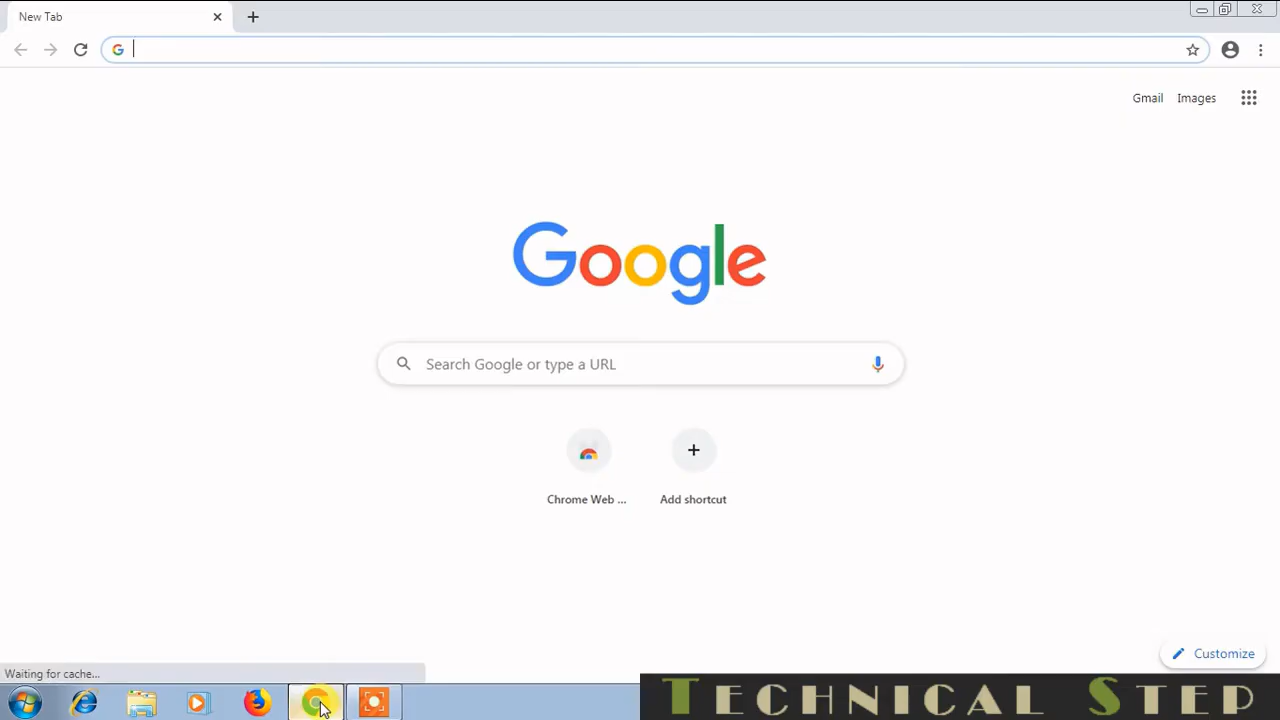 New Tab
Gmail Images
Google
Search Google or type a URL
Chrome Web ...
Add shortcut
Customize
Waiting for cache...
TECHNICAL STEP